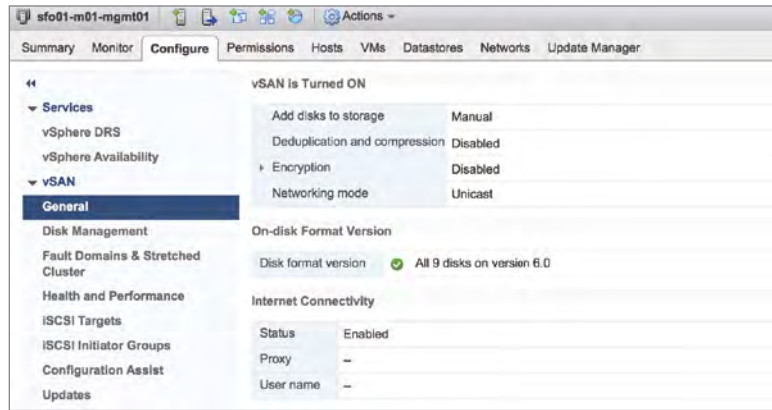 sfo01-m01-mgmt01 Actions
Summary Monitor Configure Permissions Hosts VMs Datastores Networks Update Manager
Services
vSphere DRS
vSphere Availability
vSAN
General
Disk Management
Fault Domains & Stretched
Cluster
Health and Performance
iSCSI Targets
iSCSI Initiator Groups
Configuration Assist
Updates
vSAN is Turned ON
Add disks to storage Manual
Deduplication and compression Disabled
Encryption Disabled
Networking mode Unicast
On-disk Format Version
Disk format version All 9 disks on version 6.0
Internet Connectivity
Status Enabled
Proxy --
User name --